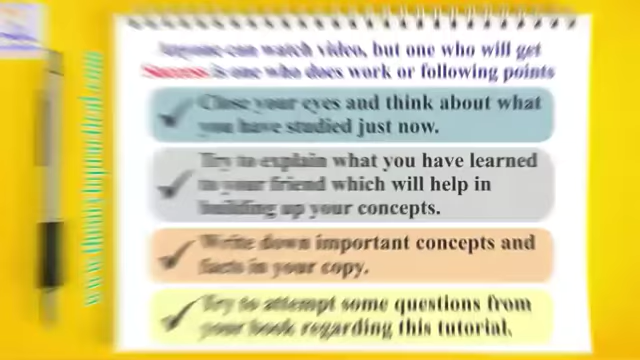 Anyone can watch video, but one who will get
Success is one who does work or following points
Close your eyes and think about what
you have studied just now.
Try to explain what you have learned
to your friend which will help in
building up your concepts.
Write down important concepts and
facts in your copy.
Try to attempt some questions from
your book regarding this tutorial.